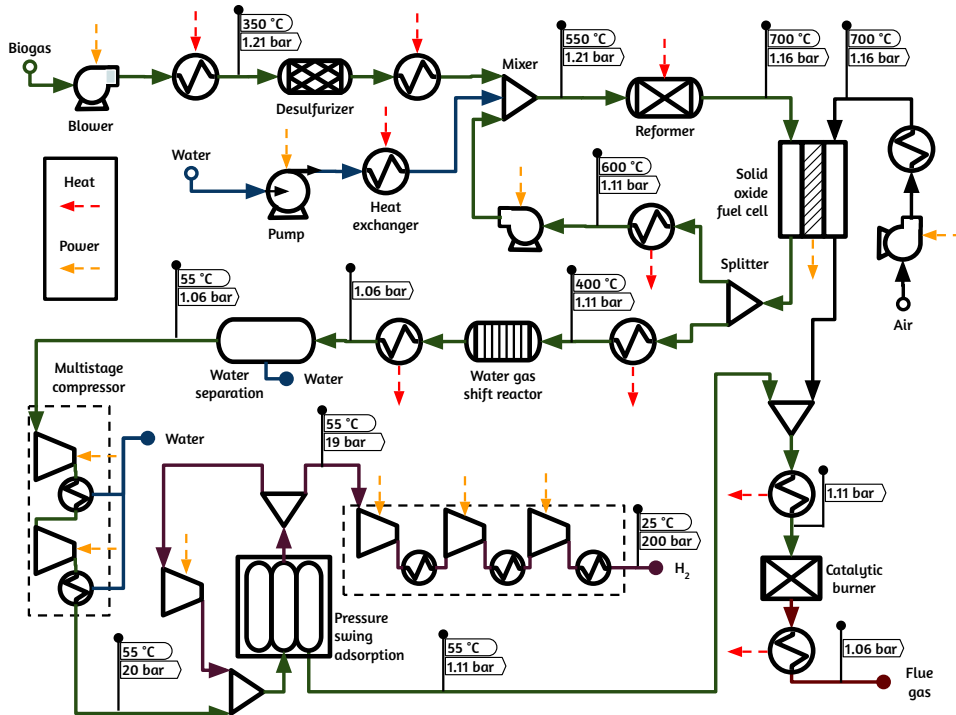 350 °C
1.21 bar
Biogas
Blower
Desulfurizer
Mixer
550 °C
1.21 bar
Reformer
700 °C
1.16 bar
700 °C
1.16 bar
Water
Pump
Heat
exchanger
600 °C
1.11 bar
Solid
oxide
fuel cell
Heat
Power
Splitter
Air
55 °C
1.06 bar
1.06 bar
400 °C
1.11 bar
Water
separation
Water
Water gas
shift reactor
Multistage
compressor
Water
55 °C
19 bar
25 °C
200 bar
H2
1.11 bar
Catalytic
burner
Pressure
swing
adsorption
55 °C
20 bar
55 °C
1.11 bar
1.06 bar
Flue
gas